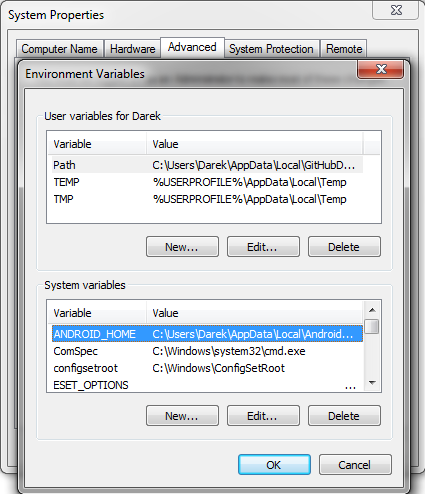 System Properties
Computer Name Hardware Advanced System Protection Remote
Environment Variables
User variables for Darek
Variable Value
Path C:\Users\Darek\AppData\Local\GitHubD...
TEMP %USERPROFILE%\AppData\Local\Temp
TMP %USERPROFILE%\AppData\Local\Temp
New... Edit... Delete
System variables
Variable Value
ANDROID_HOME C:\Users\Darek\AppData\Local\Android...
ComSpec C:\Windows\system32\cmd.exe
configsetroot C:\Windows\ConfigSetRoot
ESET_OPTIONS ...
New... Edit... Delete
OK Cancel